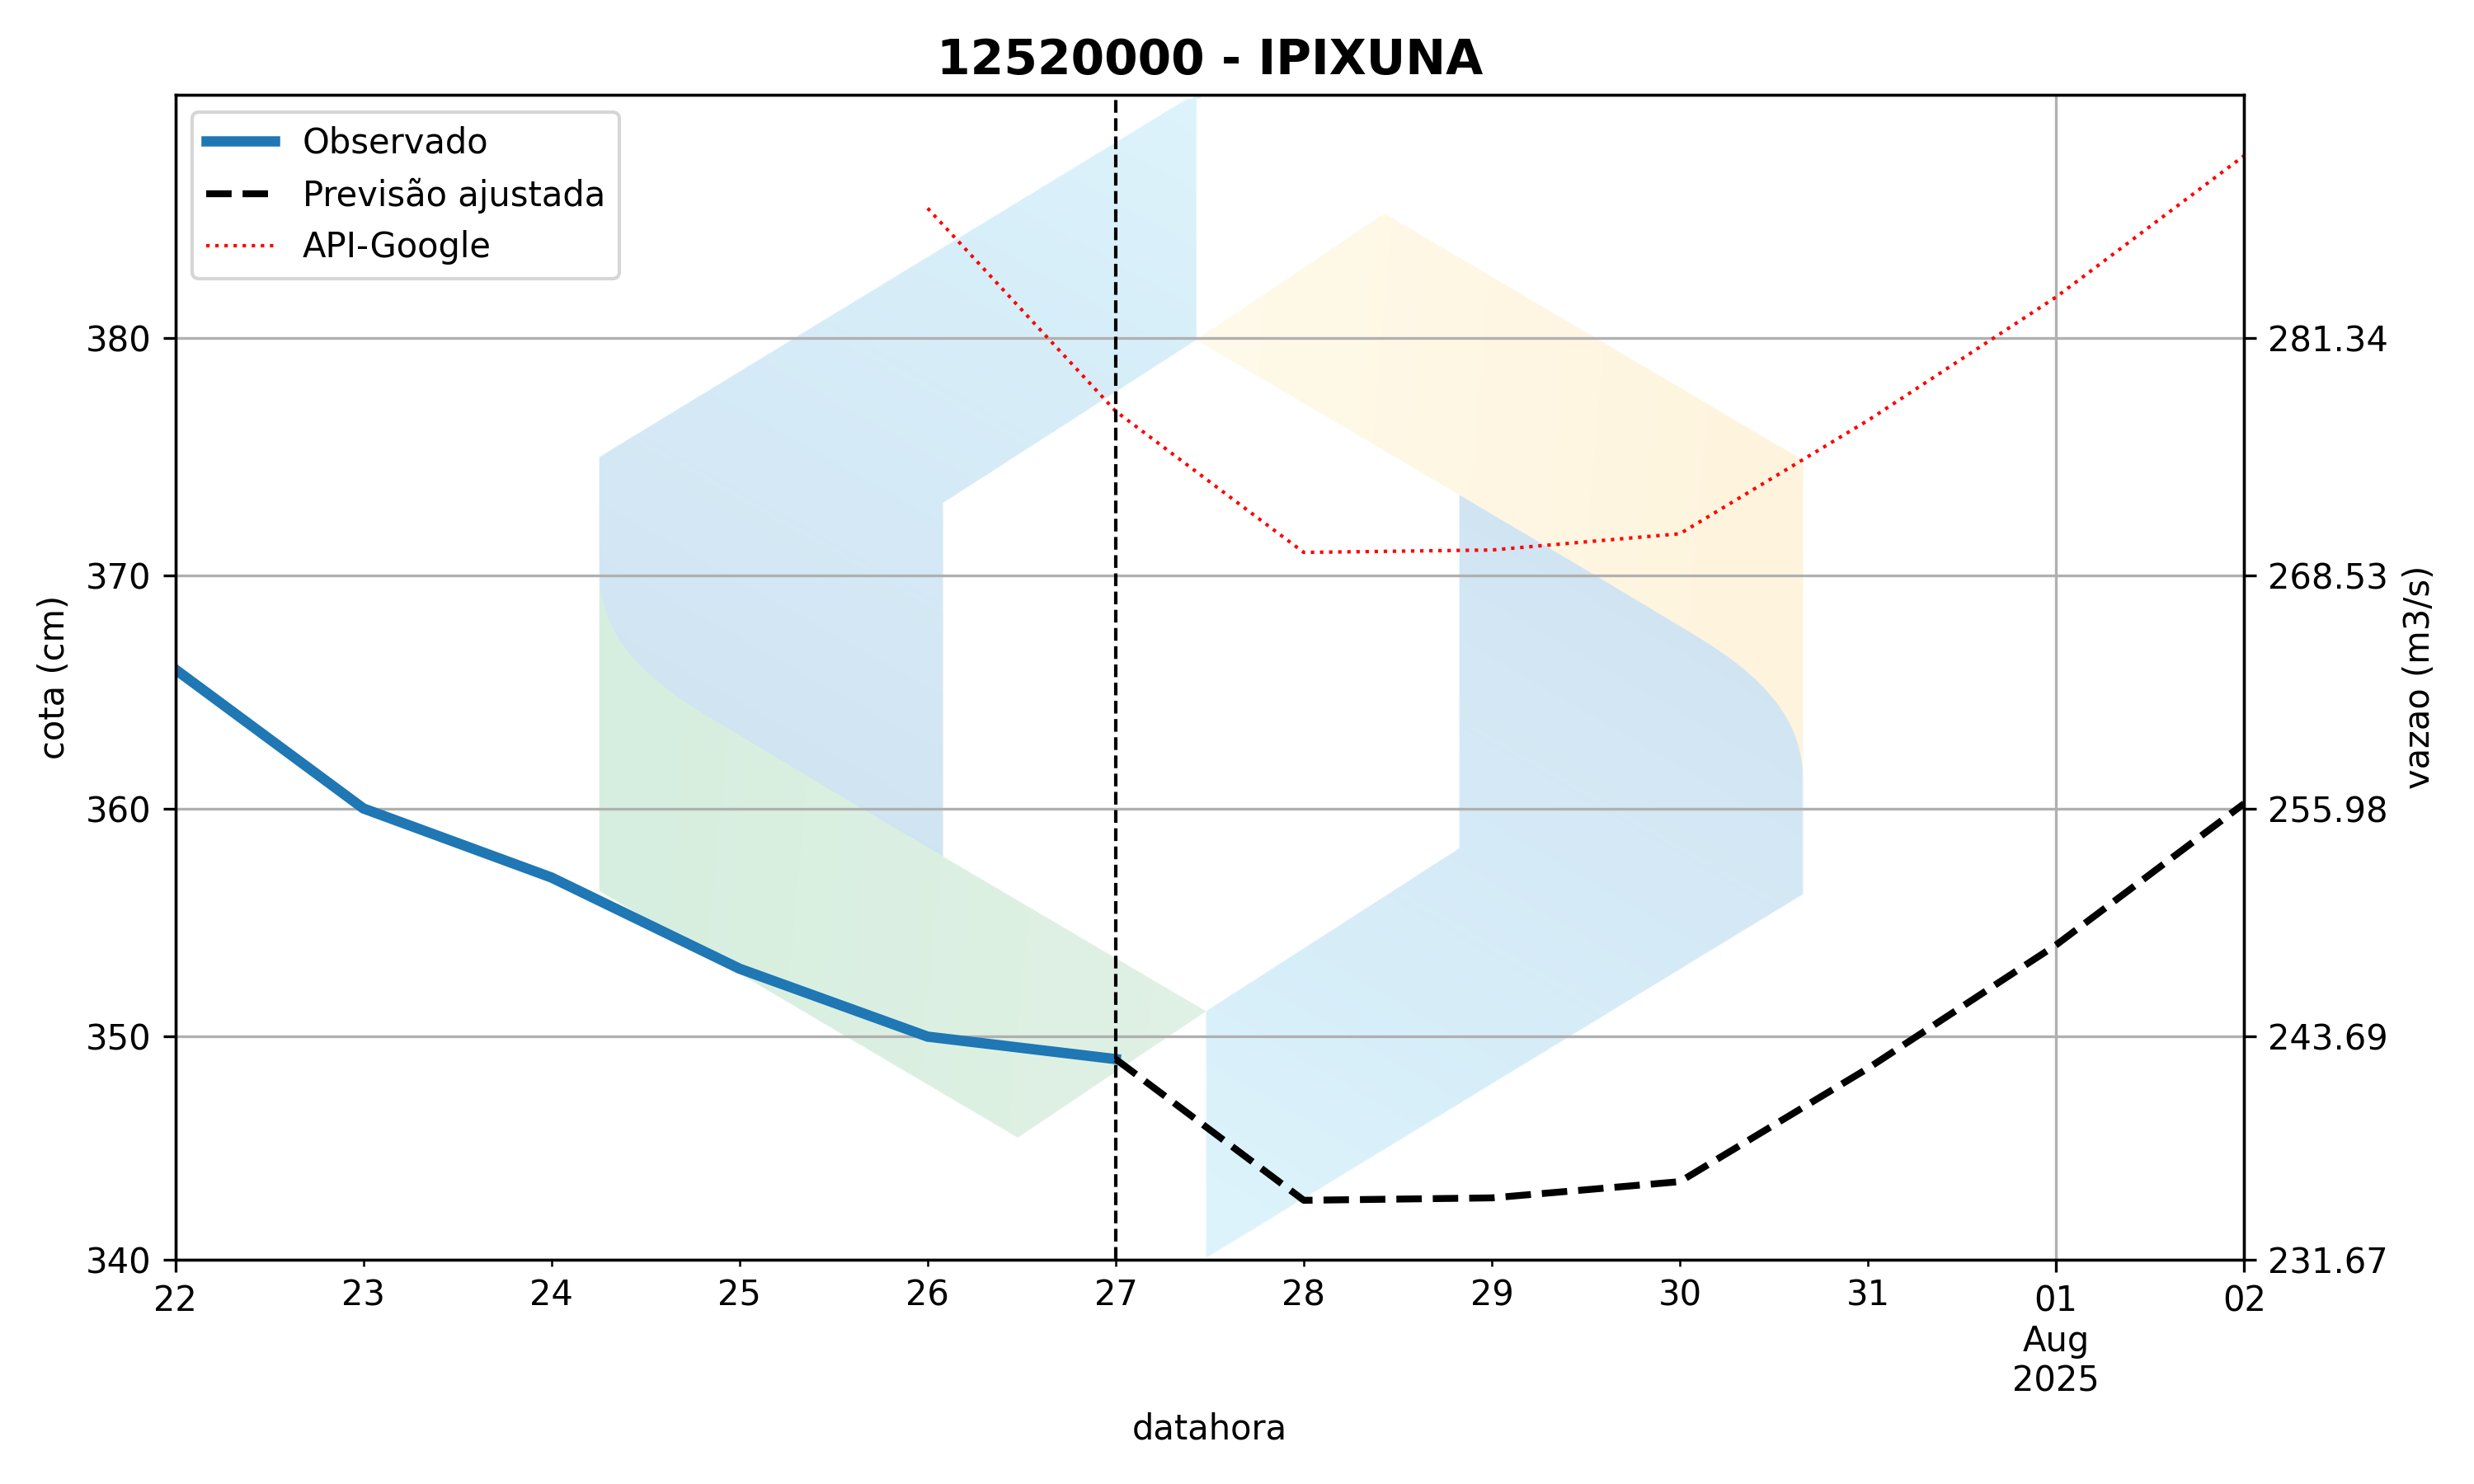 12520000 - IPIXUNA
Observado
Previsão ajustada
API-Google
380
370
360
350
340
cota (cm)
281.34
268.53
255.98
243.69
231.67
vazao (m3/s)
22 23 24 25 26 27 28 29 30 31 01 02
Aug
2025
datahora